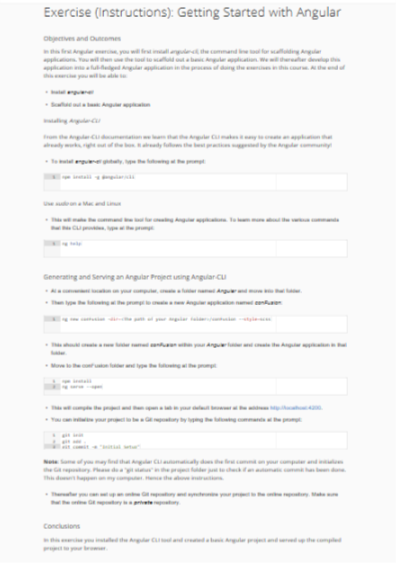 Exercise (Instructions): Getting Started with Angular
Objectives and Outcomes
In this first Angular exercise, you will first install angular-cli, the command line tool for scaffolding Angular
applications. You will then use the tool to scaffold out a basic Angular application. We will thereafter develop this
application into a full-fledged Angular application in the process of doing the exercises in this course. At the end of
this exercise you will be able to:
• Install angular-cli
• Scaffold out a basic Angular application
Installing Angular-CLI
From the Angular-CLI documentation we learn that the Angular CLI makes it easy to create an application that
already works, right out of the box. It already follows the best practices suggested by the Angular community!
• To install angular-cli globally, type the following at the prompt:
1 npm install -g @angular/cli
Use sudo on a Mac and Linux
• This will make the command line tool for creating Angular applications. To learn more about the various commands
that this CLI provides, type at the prompt:
1 ng help
Generating and Serving an Angular Project using Angular-CLI
• At a convenient location on your computer, create a folder named Angular and move into that folder.
• Then type the following at the prompt to create a new Angular application named conFusion:
1 ng new conFusion -dir=<The path of your Angular folder>/conFusion --style=scss
• This should create a new folder named conFusion within your Angular folder and create the Angular application in that
folder.
• Move to the conFusion folder and type the following at the prompt:
1 npm install
2 ng serve --open
• This will compile the project and then open a tab in your default browser at the address http://localhost:4200.
• You can initialize your project to be a Git repository by typing the following commands at the prompt:
1 git init
2 git add .
3 git commit -m "Initial Setup"
Note: Some of you may find that Angular CLI automatically does the first commit on your computer and initializes
the Git repository. Please do a "git status" in the project folder just to check if an automatic commit has been done.
This doesn't happen on my computer. Hence the above instructions.
• Thereafter you can set up an online Git repository and synchronize your project to the online repository. Make sure
that the online Git repository is a private repository.
Conclusions
In this exercise you installed the Angular CLI tool and created a basic Angular project and served up the compiled
project to your browser.